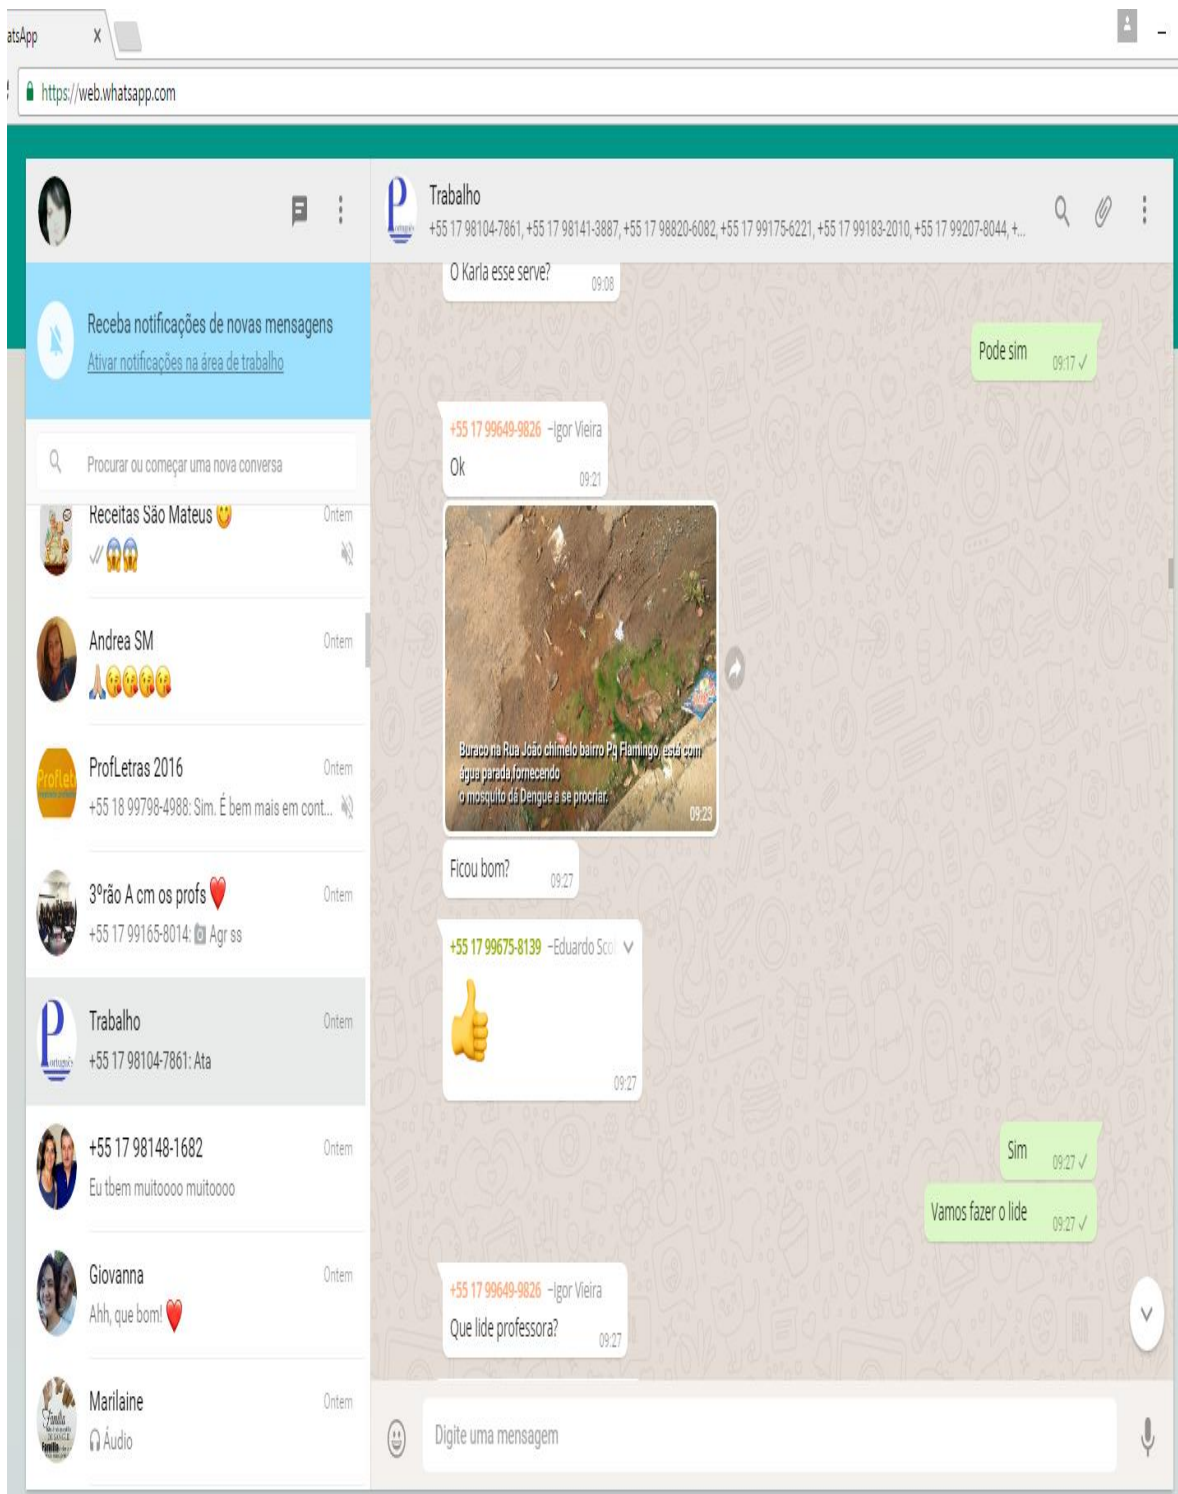 atsApp
https://web.whatsapp.com
Receba notificações de novas mensagens
Ativar notificações na área de trabalho
Procurar ou começar uma nova conversa
Receitas São Mateus 😋 Ontem
😱😱
Andrea SM Ontem
🙏🏻😘😘😘😘
ProfLetras 2016 Ontem
+55 18 99798-4988: Sim. É bem mais em cont...
3ºrão A cm os profs ❤️ Ontem
+55 17 99165-8014: 📷 Agr ss
Trabalho Ontem
+55 17 98104-7861: Ata
+55 17 98148-1682 Ontem
Eu tbem muitoooo muitoooo
Giovanna Ontem
Ahh, que bom! ❤️
Marilaine Ontem
Áudio
Português
Trabalho
+55 17 98104-7861, +55 17 98141-3887, +55 17 98820-6082, +55 17 99175-6221, +55 17 99183-2010, +55 17 99207-8044, +...
O Karla esse serve? 09:08
Pode sim 09:17
+55 17 99649-9826 ~Igor Vieira
Ok 09:21
Buraco na Rua João chimelo bairro Pq Flamingo, está com
água parada,fornecendo
o mosquito dá Dengue a se procriar.
09:23
Ficou bom? 09:27
+55 17 99675-8139 ~Eduardo Sco
👍
09:27
Sim 09:27
Vamos fazer o lide 09:27
+55 17 99649-9826 ~Igor Vieira
Que lide professora? 09:27
Digite uma mensagem